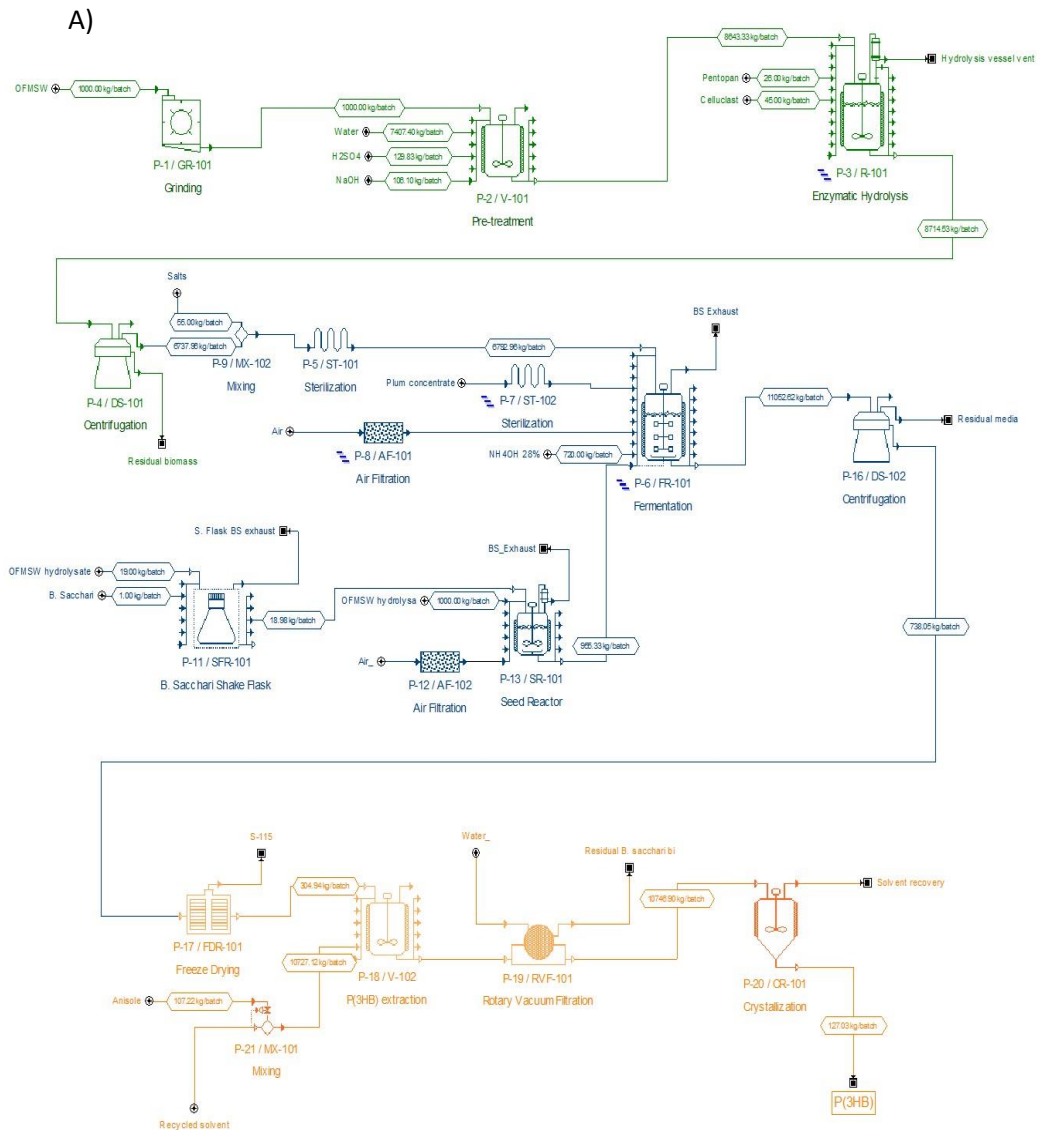 A)
OFMSW
1000.00 kg/batch
P-1 / GR-101
Grinding
1000.00 kg/batch
Water
7407.40 kg/batch
H2SO4
129.83 kg/batch
NaOH
106.10 kg/batch
P-2 / V-101
Pre-treatment
8643.33 kg/batch
Pentopan
26.00 kg/batch
Celluclast
45.00 kg/batch
Hydrolysis vessel vent
P-3 / R-101
Enzymatic Hydrolysis
8714.53 kg/batch
P-4 / DS-101
Centrifugation
Residual biomass
Salts
55.00 kg/batch
6737.96 kg/batch
P-9 / MX-102
Mixing
P-5 / ST-101
Sterilization
6792.96 kg/batch
Plum concentrate
P-7 / ST-102
Sterilization
Air
P-8 / AF-101
Air Filtration
NH4OH 28%
720.00 kg/batch
BS Exhaust
P-6 / FR-101
Fermentation
11052.62 kg/batch
P-16 / DS-102
Centrifugation
Residual media
S. Flask BS exhaust
OFMSW hydrolysate
19.00 kg/batch
B. Sacchari
1.00 kg/batch
18.98 kg/batch
P-11 / SFR-101
B. Sacchari Shake Flask
BS_Exhaust
OFMSW hydrolysa
1000.00 kg/batch
Air_
P-12 / AF-102
Air Filtration
P-13 / SR-101
Seed Reactor
965.33 kg/batch
738.05 kg/batch
S-115
P-17 / FDR-101
Freeze Drying
304.94 kg/batch
10727.12 kg/batch
P-18 / V-102
P(3HB) extraction
Anisole
107.22 kg/batch
P-21 / MX-101
Mixing
Recycled solvent
Water_
Residual B. sacchari bi
P-19 / RVF-101
Rotary Vacuum Filtration
10746.90 kg/batch
Solvent recovery
P-20 / CR-101
Crystallization
127.03 kg/batch
P(3HB)